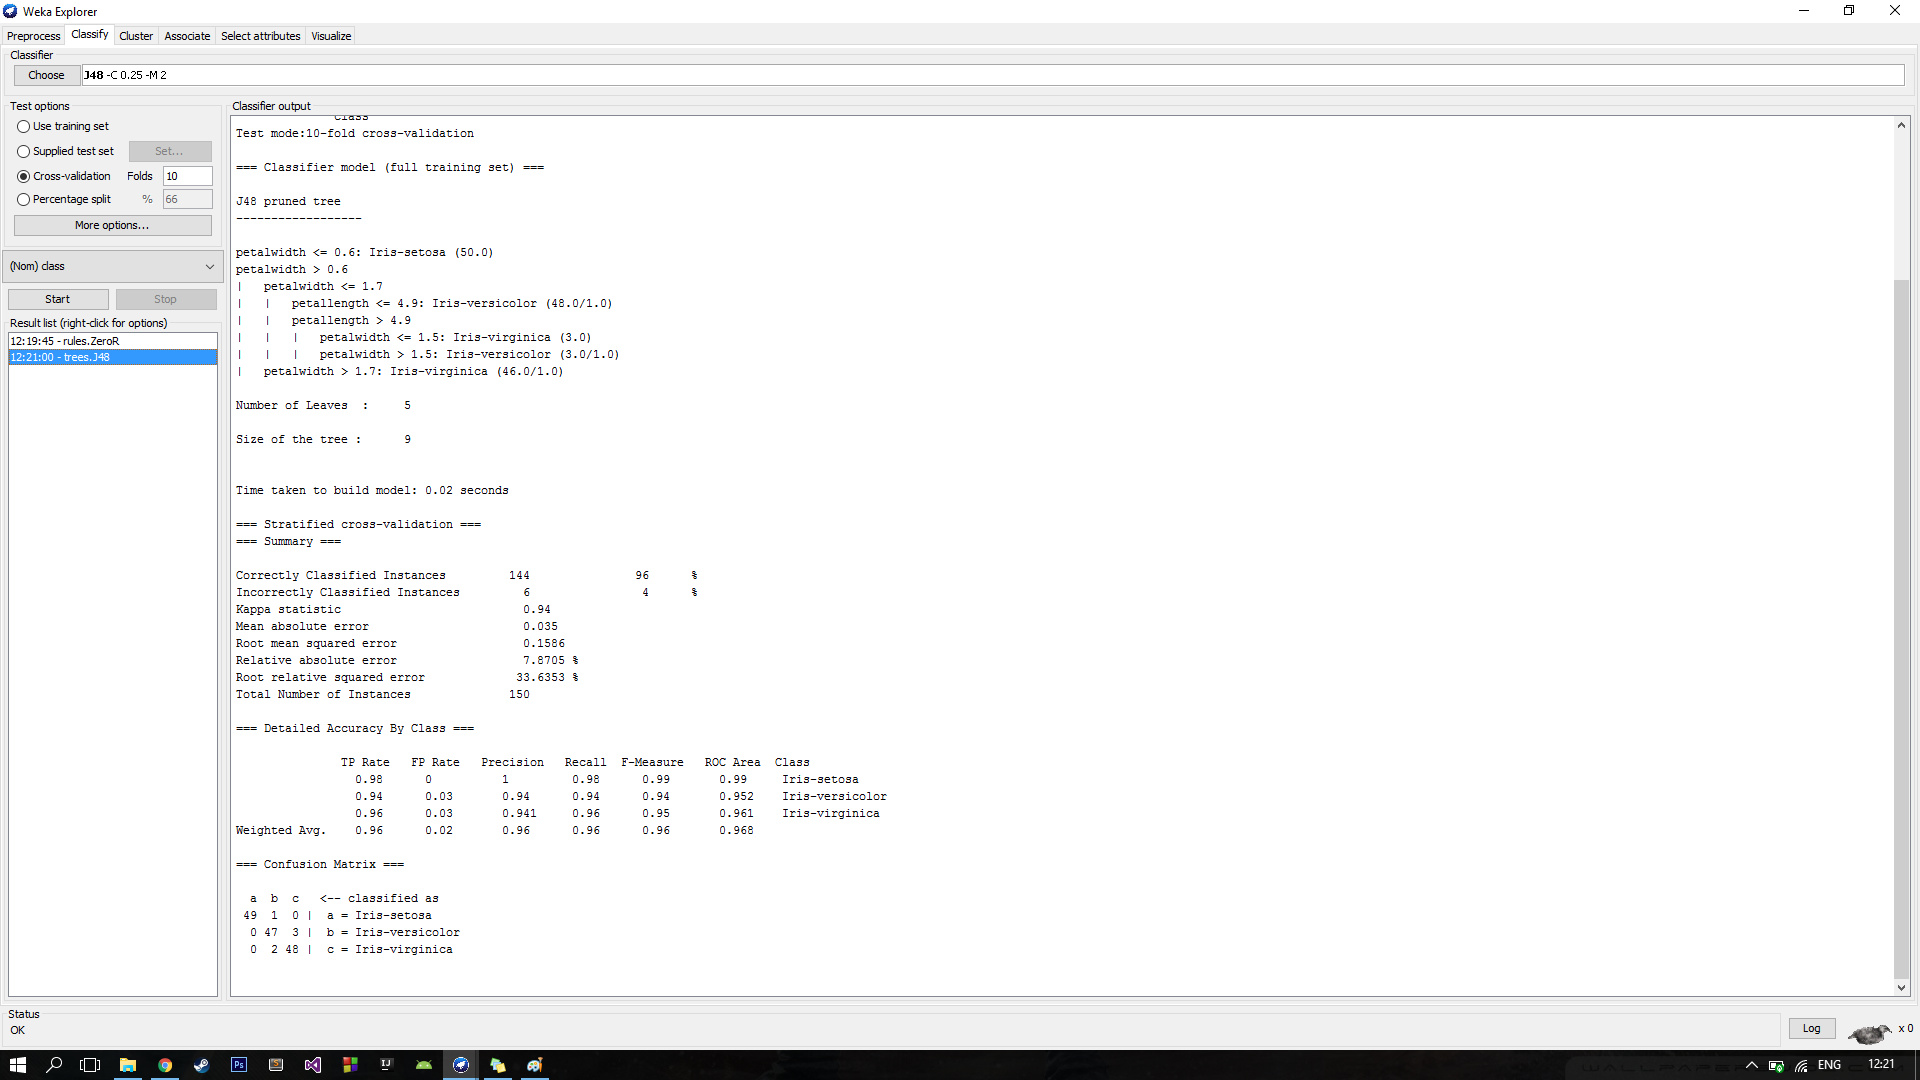 Weka Explorer
Preprocess Classify Cluster Associate Select attributes Visualize
Classifier
Choose J48 -C 0.25 -M 2
Test options
Use training set
Supplied test set Set...
Cross-validation Folds 10
Percentage split % 66
More options...
(Nom) class
Start Stop
Result list (right-click for options)
12:19:45 - rules.ZeroR
12:21:00 - trees.J48
Classifier output
class
Test mode:10-fold cross-validation
=== Classifier model (full training set) ===
J48 pruned tree
------------------
petalwidth <= 0.6: Iris-setosa (50.0)
petalwidth > 0.6
|   petalwidth <= 1.7
|   |   petallength <= 4.9: Iris-versicolor (48.0/1.0)
|   |   petallength > 4.9
|   |   |   petalwidth <= 1.5: Iris-virginica (3.0)
|   |   |   petalwidth > 1.5: Iris-versicolor (3.0/1.0)
|   petalwidth > 1.7: Iris-virginica (46.0/1.0)
Number of Leaves  :     5
Size of the tree :      9
Time taken to build model: 0.02 seconds
=== Stratified cross-validation ===
=== Summary ===
Correctly Classified Instances         144               96      %
Incorrectly Classified Instances         6                4      %
Kappa statistic                          0.94
Mean absolute error                      0.035
Root mean squared error                  0.1586
Relative absolute error                  7.8705 %
Root relative squared error             33.6353 %
Total Number of Instances              150
=== Detailed Accuracy By Class ===
TP Rate   FP Rate   Precision   Recall  F-Measure   ROC Area  Class
0.98      0          1         0.98      0.99       0.99     Iris-setosa
0.94      0.03       0.94      0.94      0.94       0.952    Iris-versicolor
0.96      0.03       0.941     0.96      0.95       0.961    Iris-virginica
Weighted Avg.    0.96      0.02       0.96      0.96      0.96       0.968
=== Confusion Matrix ===
a  b  c   <-- classified as
49  1  0 |  a = Iris-setosa
0 47  3 |  b = Iris-versicolor
0  2 48 |  c = Iris-virginica
Status
OK
Log x 0
Ps IJ ENG 12:21